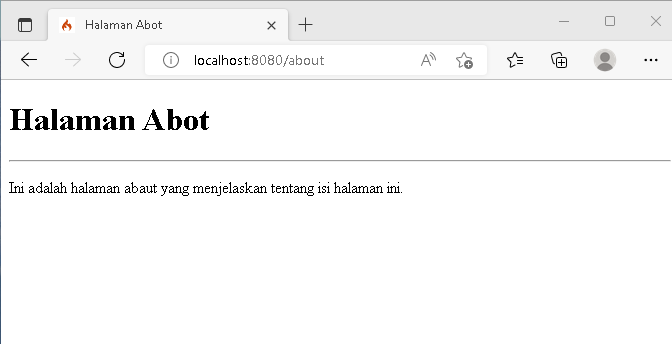 Halaman Abot
localhost:8080/about
Halaman Abot
Ini adalah halaman abaut yang menjelaskan tentang isi halaman ini.